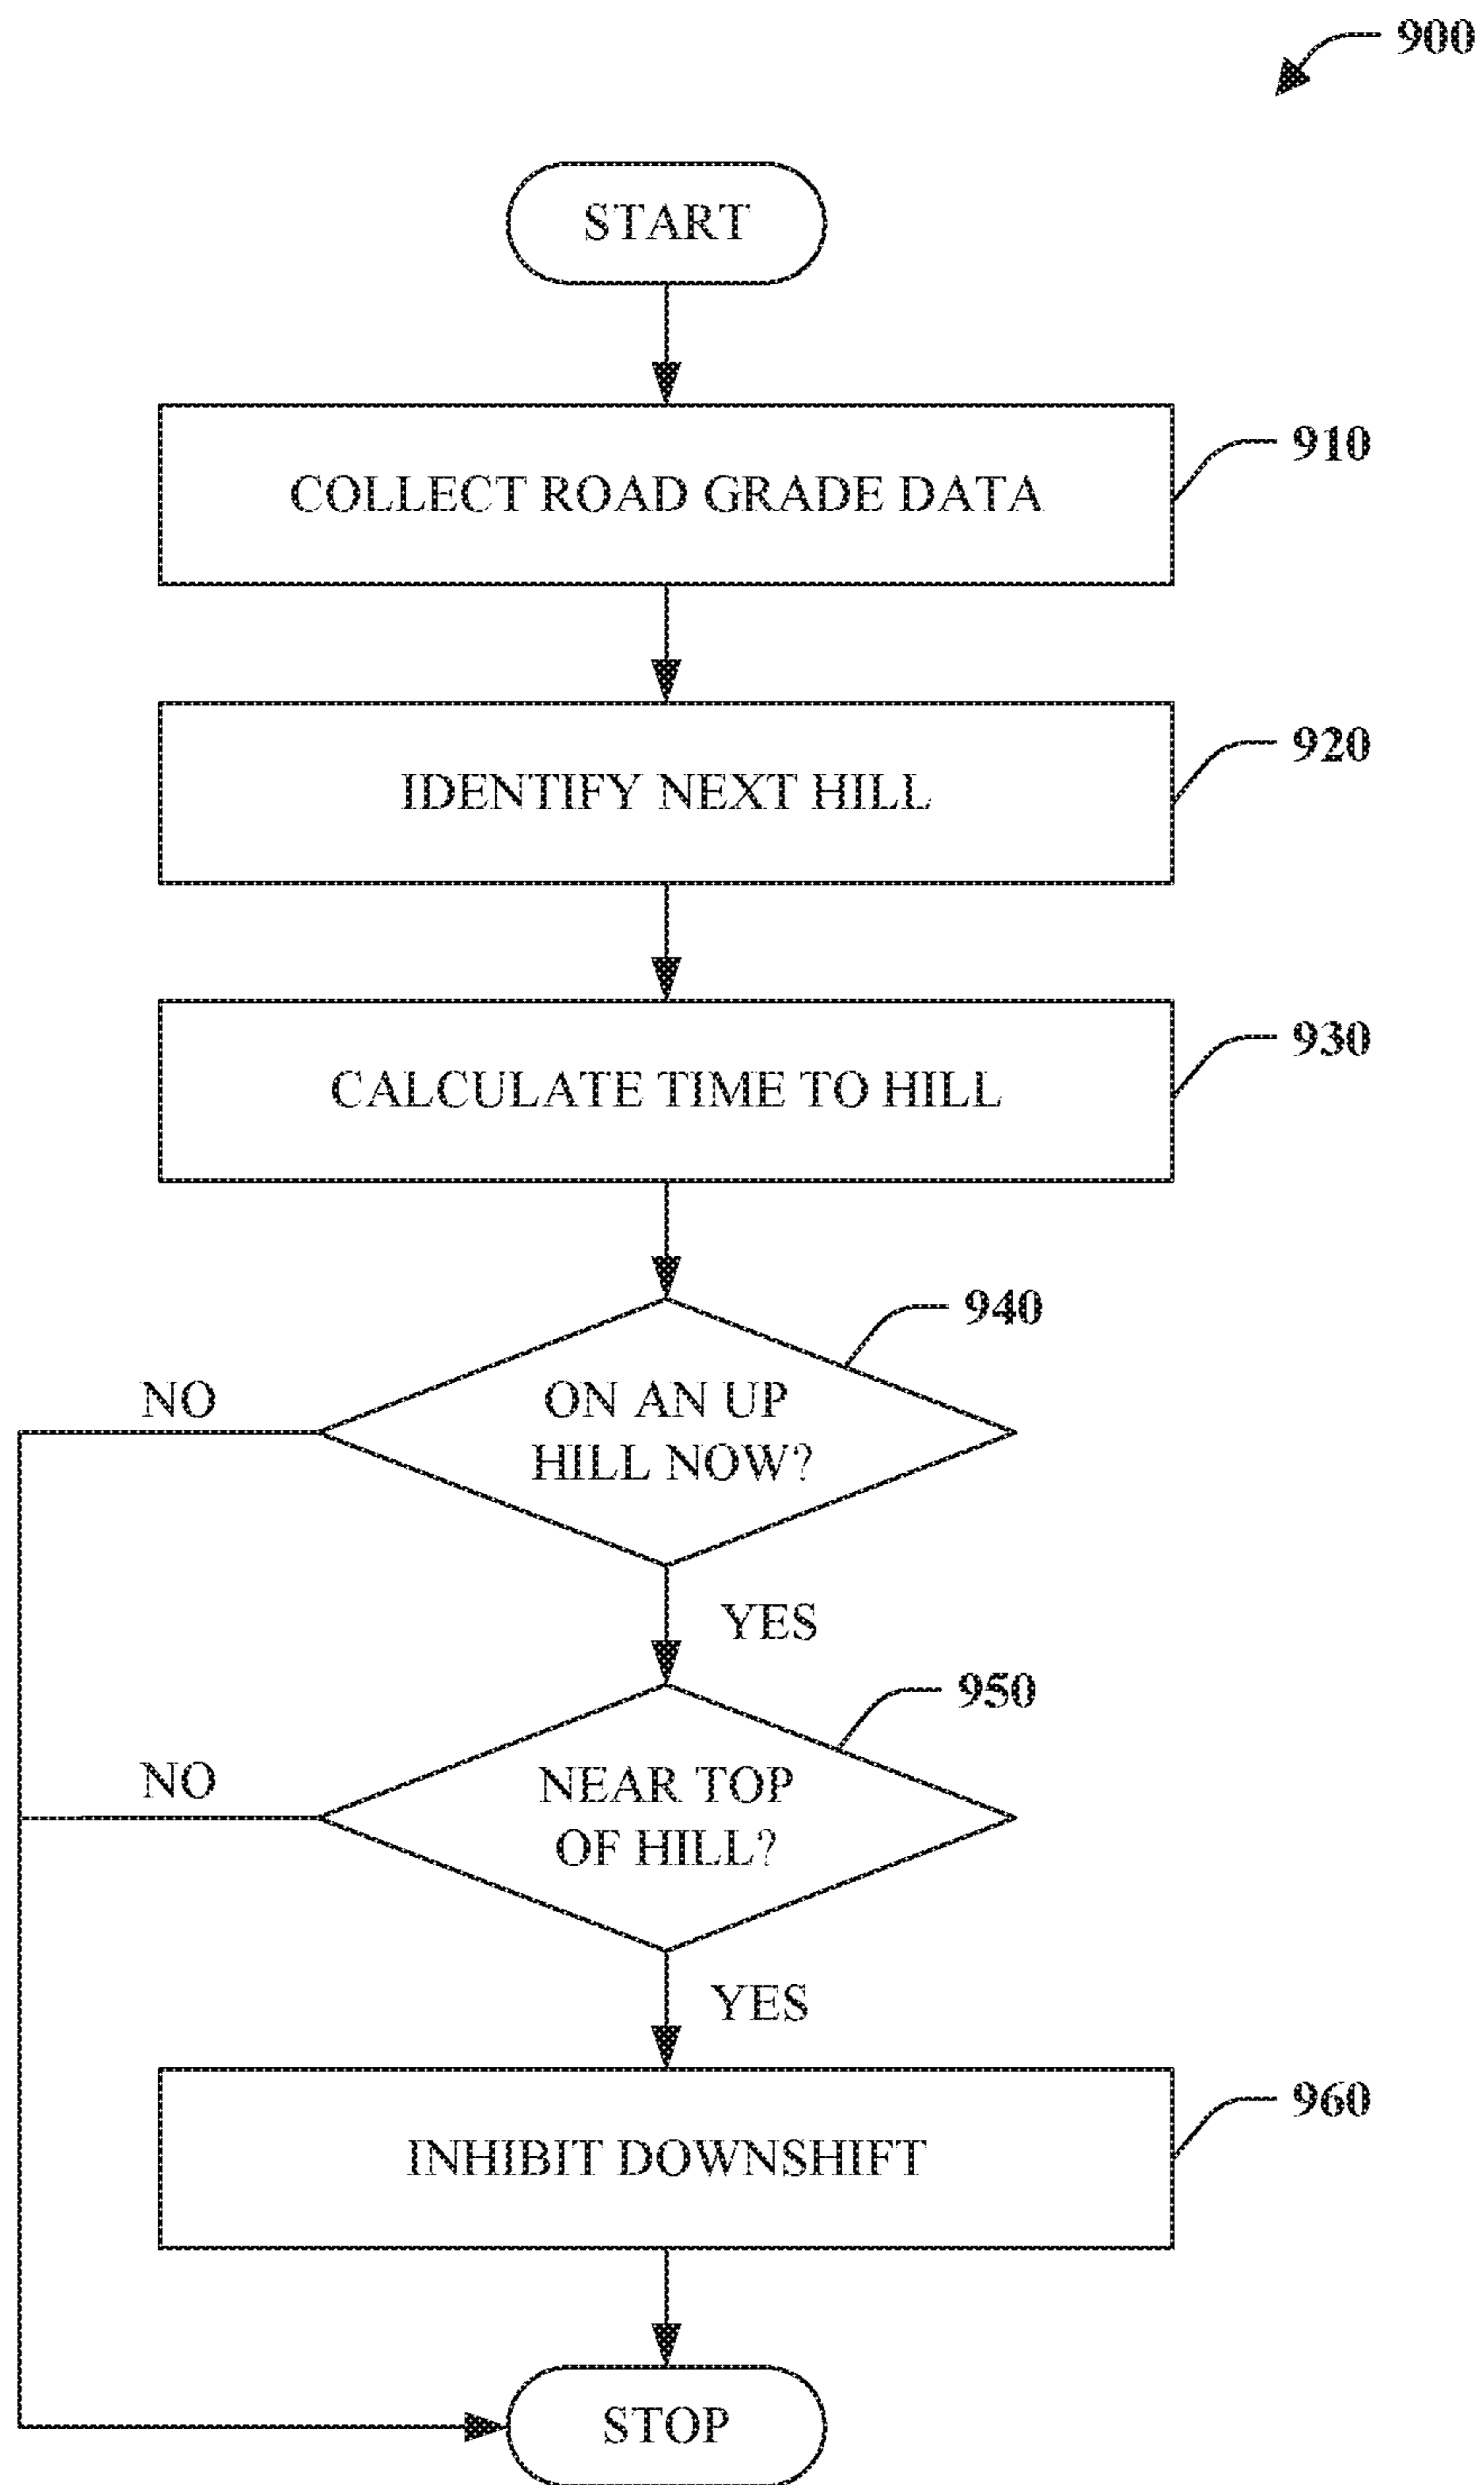 900
START
COLLECT ROAD GRADE DATA
910
IDENTIFY NEXT HILL
920
CALCULATE TIME TO HILL
930
940
ON AN UP
HILL NOW?
NO
YES
950
NEAR TOP
OF HILL?
NO
YES
INHIBIT DOWNSHIFT
960
STOP